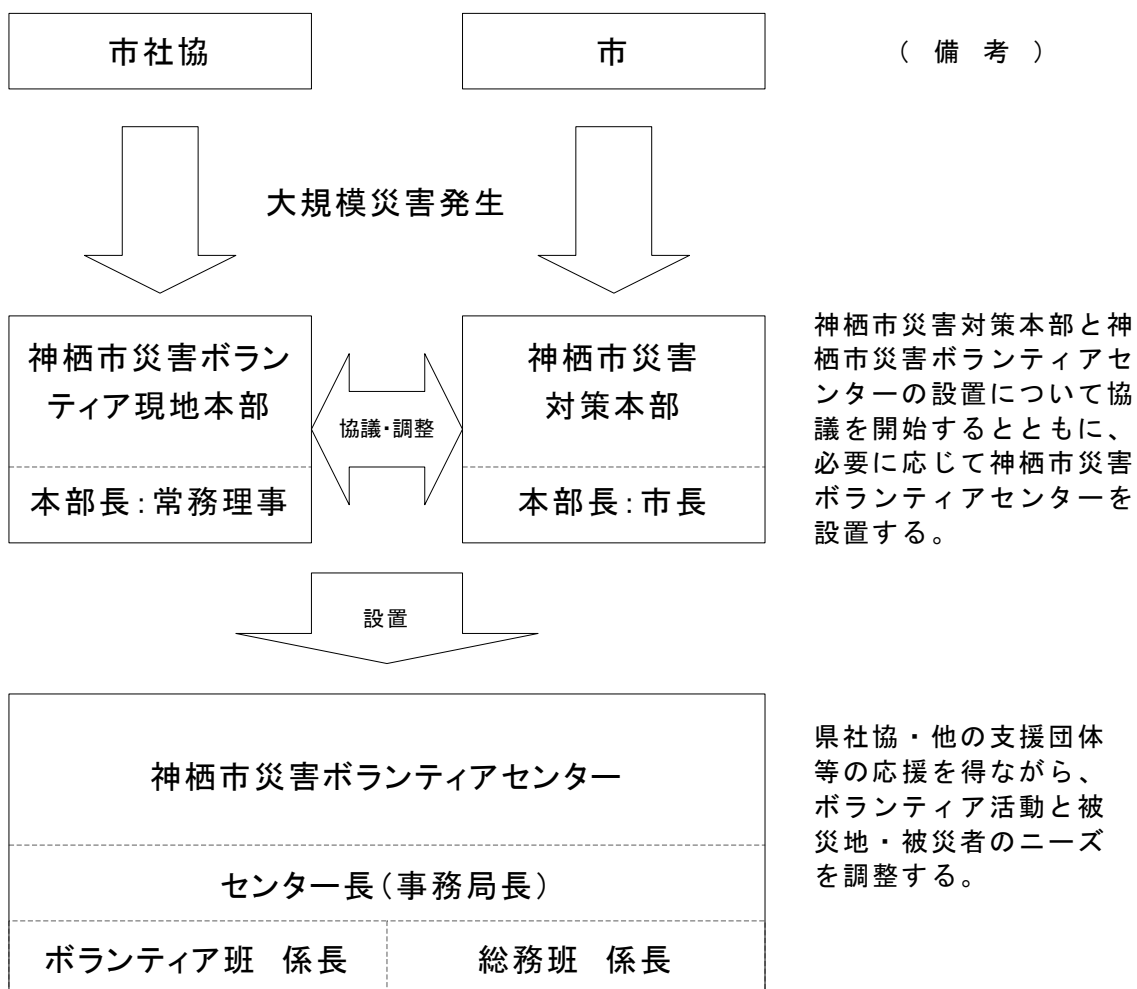 市社協
市
（備考）
大規模災害発生
神栖市災害ボラン
ティア現地本部
本部長：常務理事
協議・調整
神栖市災害
対策本部
本部長：市長
神栖市災害対策本部と神
栖市災害ボランティアセ
ンターの設置について協
議を開始するとともに、
必要に応じて神栖市災害
ボランティアセンターを
設置する。
設置
神栖市災害ボランティアセンター
センター長（事務局長）
ボランティア班　係長
総務班　係長
県社協・他の支援団体
等の応援を得ながら、
ボランティア活動と被
災地・被災者のニーズ
を調整する。